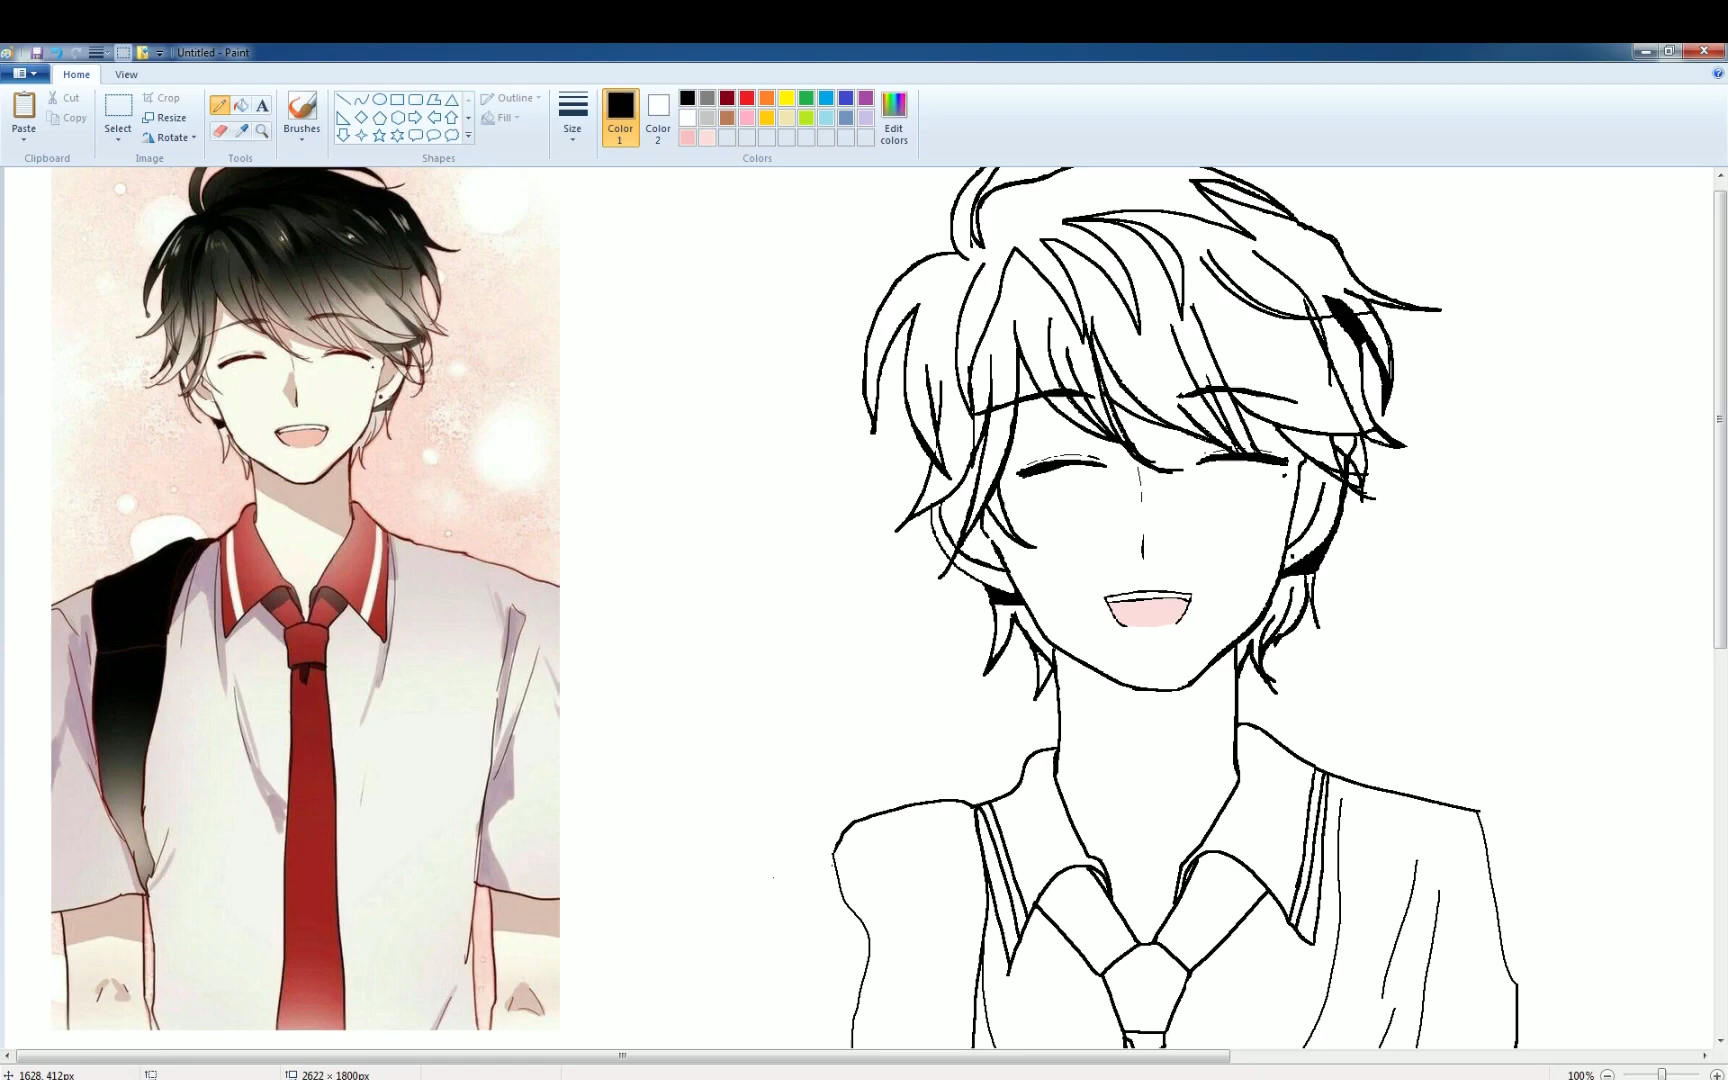 Untitled - Paint
Home View
Paste
Cut
Copy
Clipboard
Select
Crop
Resize
Rotate
Image
A
Tools
Brushes
Outline
Fill
Shapes
Size
Color 1
Color 2
Edit colors
Colors
1628, 412px
2622 × 1800px
100%